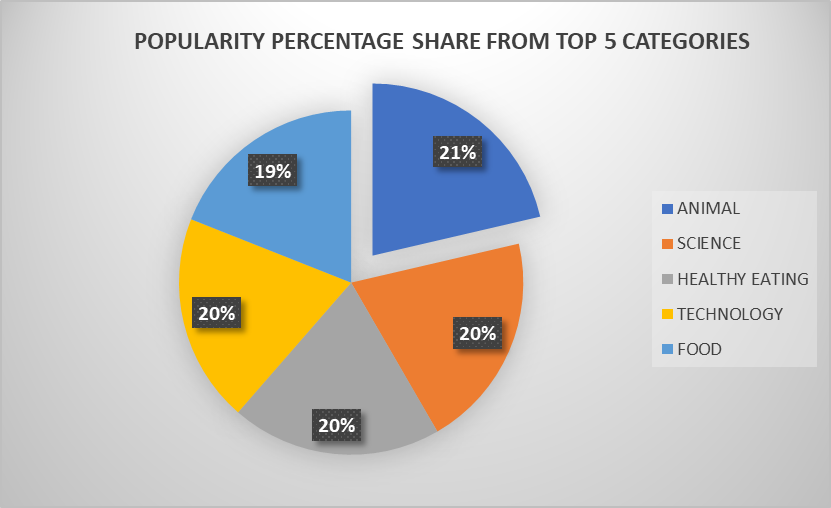 POPULARITY PERCENTAGE SHARE FROM TOP 5 CATEGORIES
21%
19%
20%
20%
20%
ANIMAL
SCIENCE
HEALTHY EATING
TECHNOLOGY
FOOD